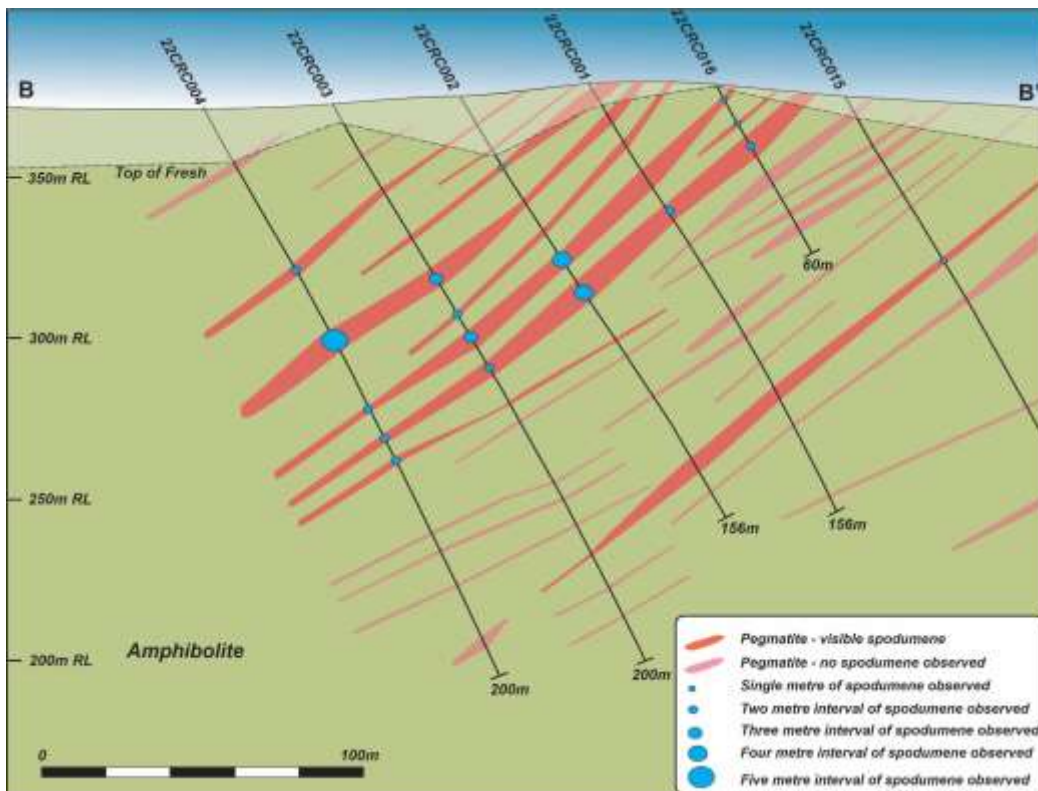 22CRC004
22CRC003
22CRC002
22CRC001
22CRC016
22CRC015
B
B'
Top of Fresh
350m RL
60m
300m RL
250m RL
156m
156m
Amphibolite
200m RL
200m
200m
0
100m
Pegmatite - visible spodumene
Pegmatite - no spodumene observed
Single metre of spodumene observed
Two metre interval of spodumene observed
Three metre interval of spodumene observed
Four metre interval of spodumene observed
Five metre interval of spodumene observed